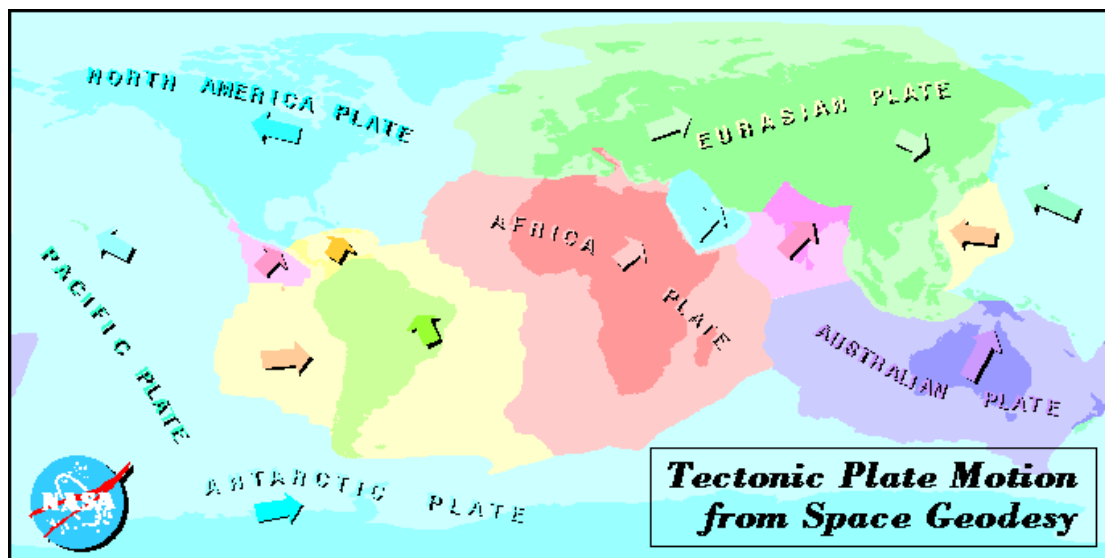 NORTH AMERICA PLATE
EURASIAN PLATE
AFRICA PLATE
PACIFIC PLATE
AUSTRALIAN PLATE
ANTARCTIC PLATE
NASA
Tectonic Plate Motion
from Space Geodesy